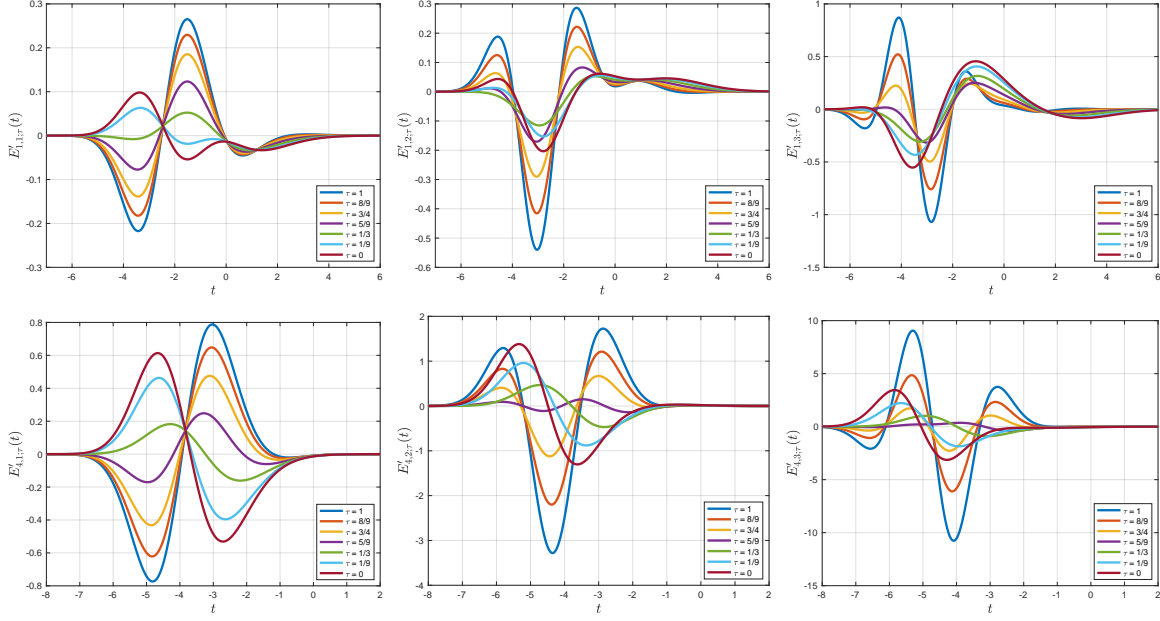 0.3
0.2
0.1
0
-0.1
-0.2
-0.3
-6 -4 -2 0 2 4 6
t
E′1,1;τ(t)
τ = 1
τ = 8/9
τ = 3/4
τ = 5/9
τ = 1/3
τ = 1/9
τ = 0
0.3
0.2
0.1
0
-0.1
-0.2
-0.3
-0.4
-0.5
-0.6
-6 -4 -2 0 2 4 6
t
E′1,2;τ(t)
τ = 1
τ = 8/9
τ = 3/4
τ = 5/9
τ = 1/3
τ = 1/9
τ = 0
1
0.5
0
-0.5
-1
-1.5
-8 -6 -4 -2 0 2 4 6
t
E′1,3;τ(t)
τ = 1
τ = 8/9
τ = 3/4
τ = 5/9
τ = 1/3
τ = 1/9
τ = 0
0.8
0.6
0.4
0.2
0
-0.2
-0.4
-0.6
-0.8
-8 -7 -6 -5 -4 -3 -2 -1 0 1 2
t
E′4,1;τ(t)
τ = 1
τ = 8/9
τ = 3/4
τ = 5/9
τ = 1/3
τ = 1/9
τ = 0
2
1
0
-1
-2
-3
-4
-8 -7 -6 -5 -4 -3 -2 -1 0 1 2
t
E′4,2;τ(t)
τ = 1
τ = 8/9
τ = 3/4
τ = 5/9
τ = 1/3
τ = 1/9
τ = 0
10
5
0
-5
-10
-15
-8 -7 -6 -5 -4 -3 -2 -1 0 1 2
t
E′4,3;τ(t)
τ = 1
τ = 8/9
τ = 3/4
τ = 5/9
τ = 1/3
τ = 1/9
τ = 0